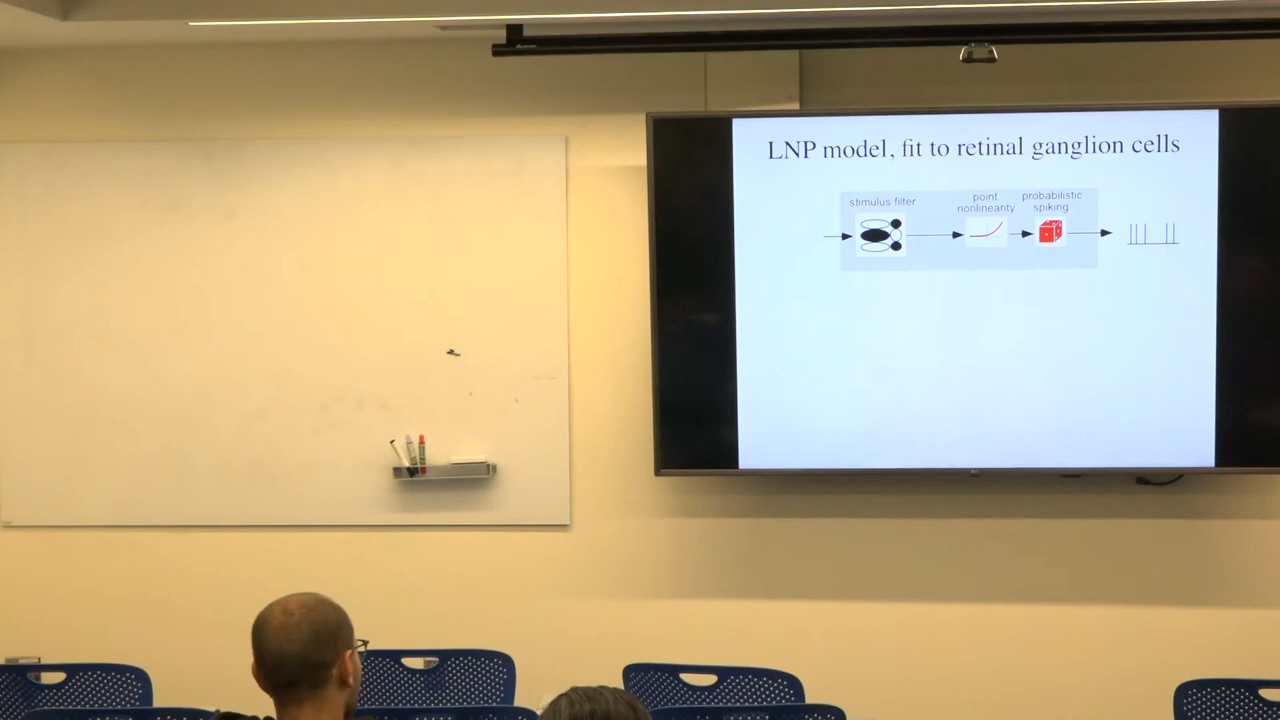 LNP model, fit to retinal ganglion cells
stimulus filter
point
nonlinearity
probabilistic
spiking